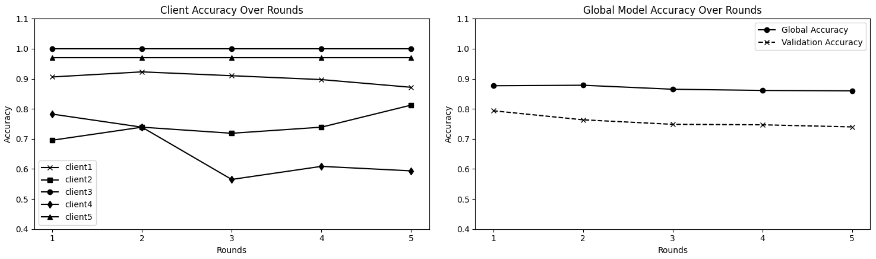 Client Accuracy Over Rounds
1.1
1.0
0.9
0.8
0.7
0.6
0.5
0.4
Accuracy
client1
client2
client3
client4
client5
1 2 3 4 5
Rounds
Global Model Accuracy Over Rounds
1.1
1.0
0.9
0.8
0.7
0.6
0.5
0.4
Accuracy
Global Accuracy
Validation Accuracy
1 2 3 4 5
Rounds